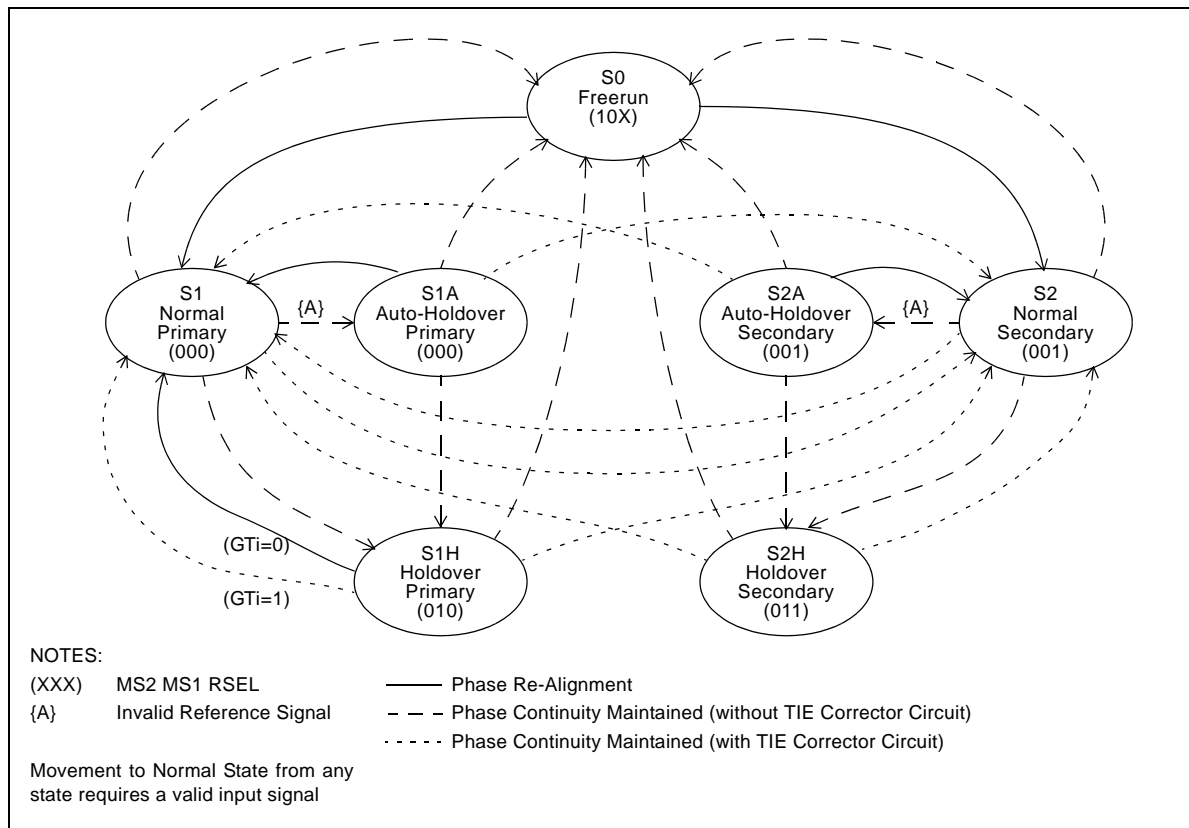 S0
Freerun
(10X)
S1
Normal
Primary
(000)
{A}
S1A
Auto-Holdover
Primary
(000)
S2A
Auto-Holdover
Secondary
(001)
{A}
S2
Normal
Secondary
(001)
(GTi=0)
(GTi=1)
S1H
Holdover
Primary
(010)
S2H
Holdover
Secondary
(011)
NOTES:
(XXX) MS2 MS1 RSEL
{A} Invalid Reference Signal
Phase Re-Alignment
Phase Continuity Maintained (without TIE Corrector Circuit)
Phase Continuity Maintained (with TIE Corrector Circuit)
Movement to Normal State from any
state requires a valid input signal